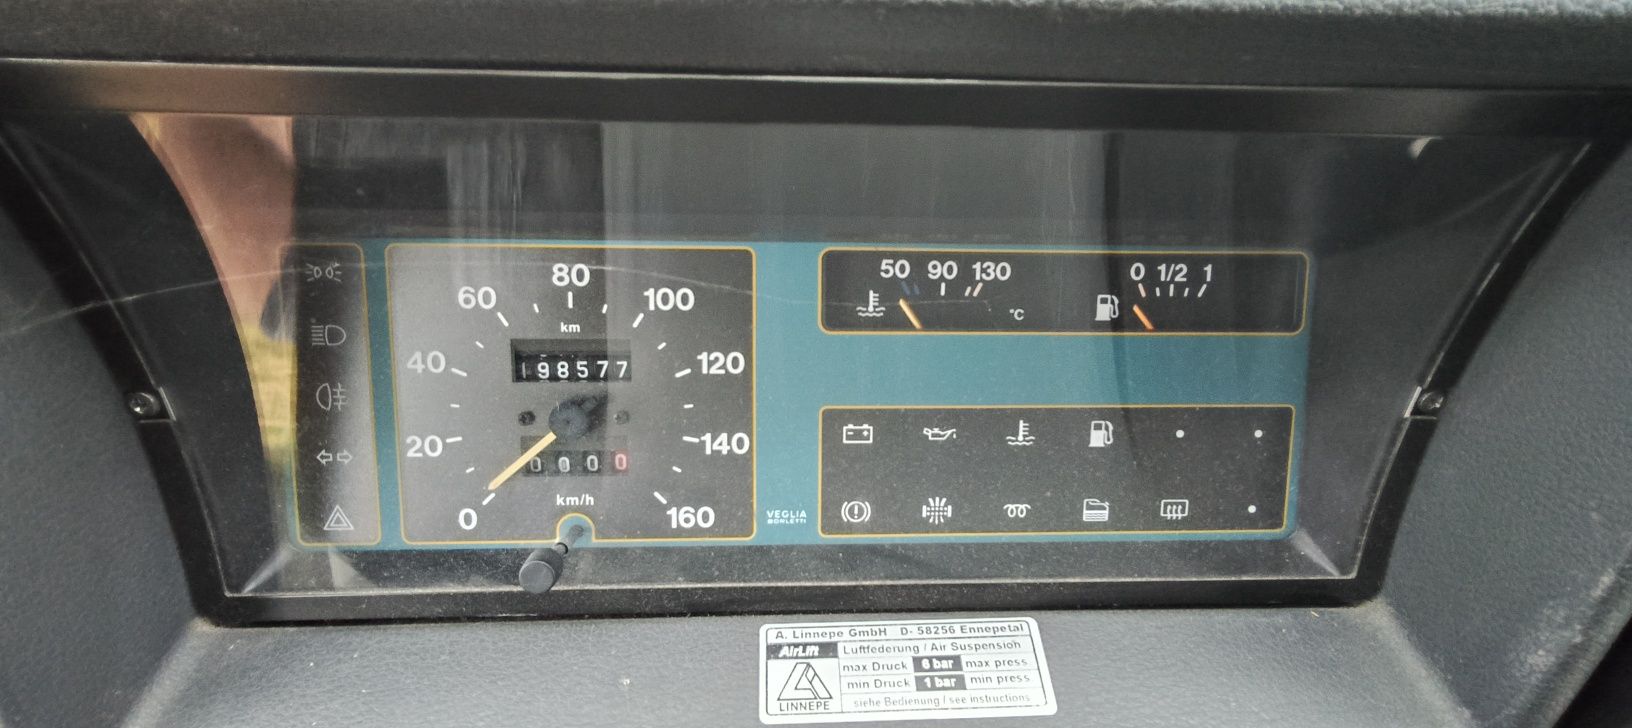 80
60
100
km
40
198577
120
20
140
0000
km/h
0
160
50 90 130
°C
0 1/2 1
VEGLIA
BORLETTI
A. Linnepe GmbH D- 58256 Ennepetal
AirLift
Luftfederung / Air Suspension
max Druck 6 bar max press.
min Druck 1 bar min press.
LINNEPE
siehe Bedienung / see instructions